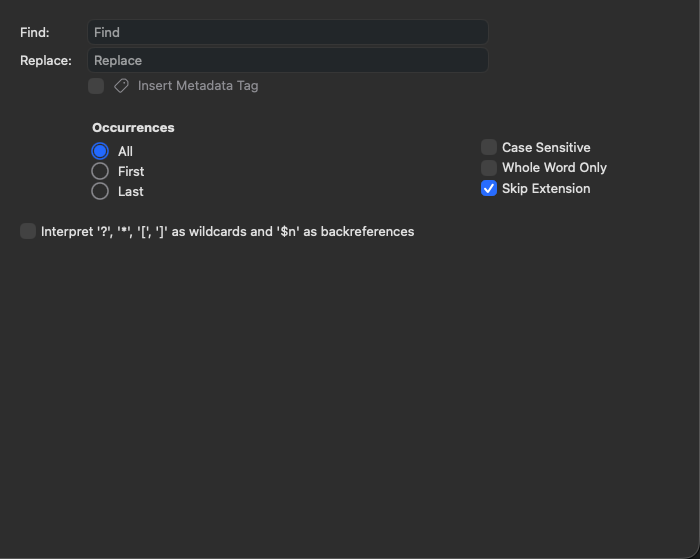 Find: Find
Replace: Replace
Insert Metadata Tag
Occurrences
All
First
Last
Case Sensitive
Whole Word Only
Skip Extension
Interpret '?', '*', '[', ']' as wildcards and '$n' as backreferences